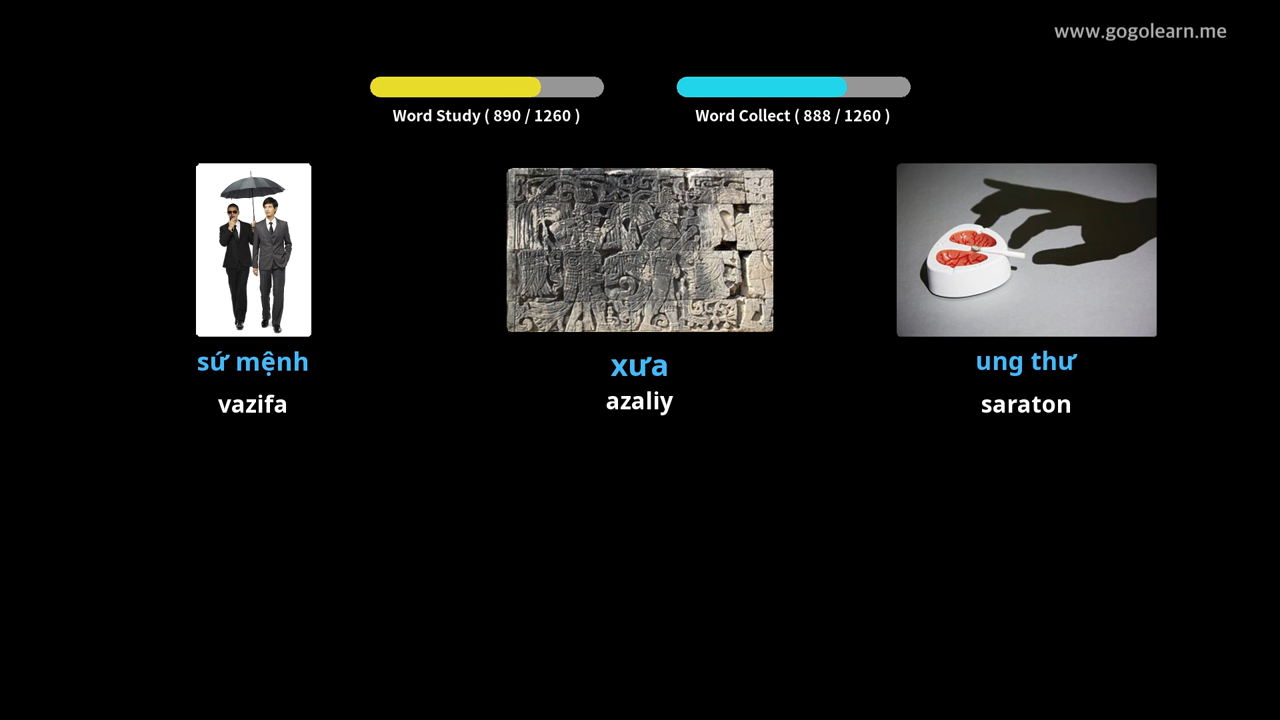 www.gogolearn.me
Word Study ( 890 / 1260 )
Word Collect ( 888 / 1260 )
sứ mệnh
vazifa
xưa
azaliy
ung thư
saraton